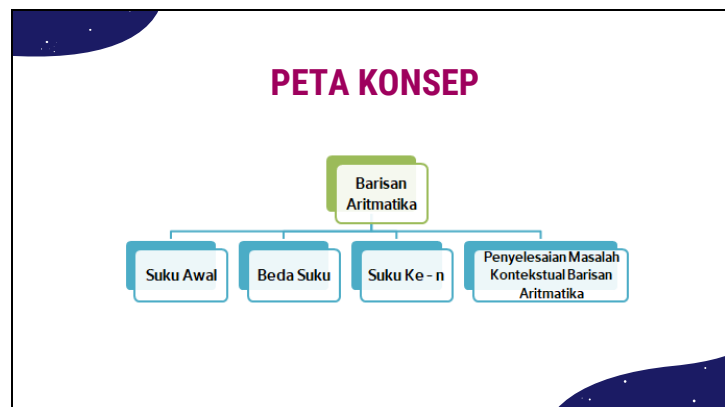 PETA KONSEP
Barisan
Aritmatika
Suku Awal
Beda Suku
Suku Ke - n
Penyelesaian Masalah
Kontekstual Barisan
Aritmatika